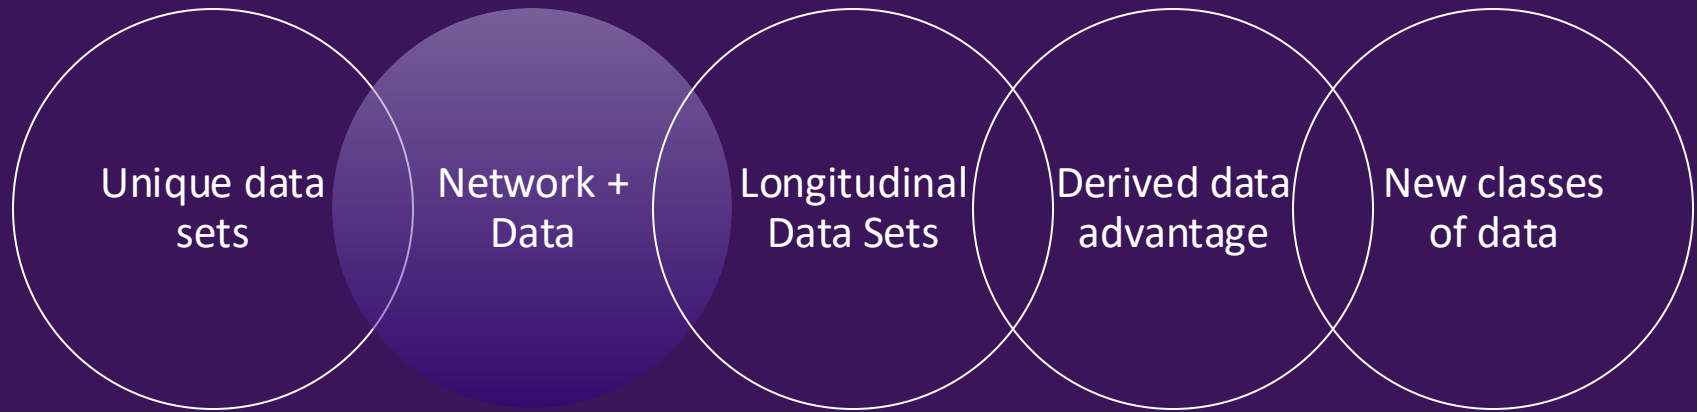 Unique data
sets
Network +
Data
Longitudinal
Data Sets
Derived data
advantage
New classes
of data